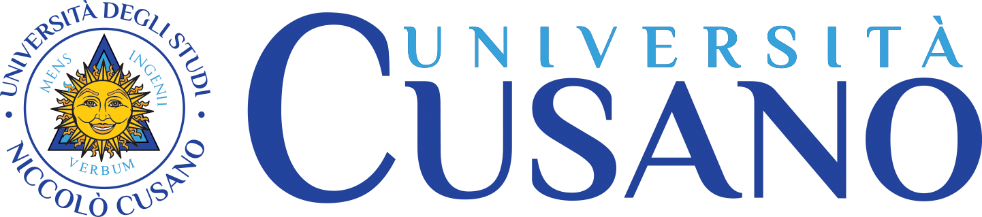 UNIVERSITÀ DEGLI STUDI
NICCOLÒ CUSANO
MENS
INGENII
VERBUM
UNIVERSITÀ
CUSANO